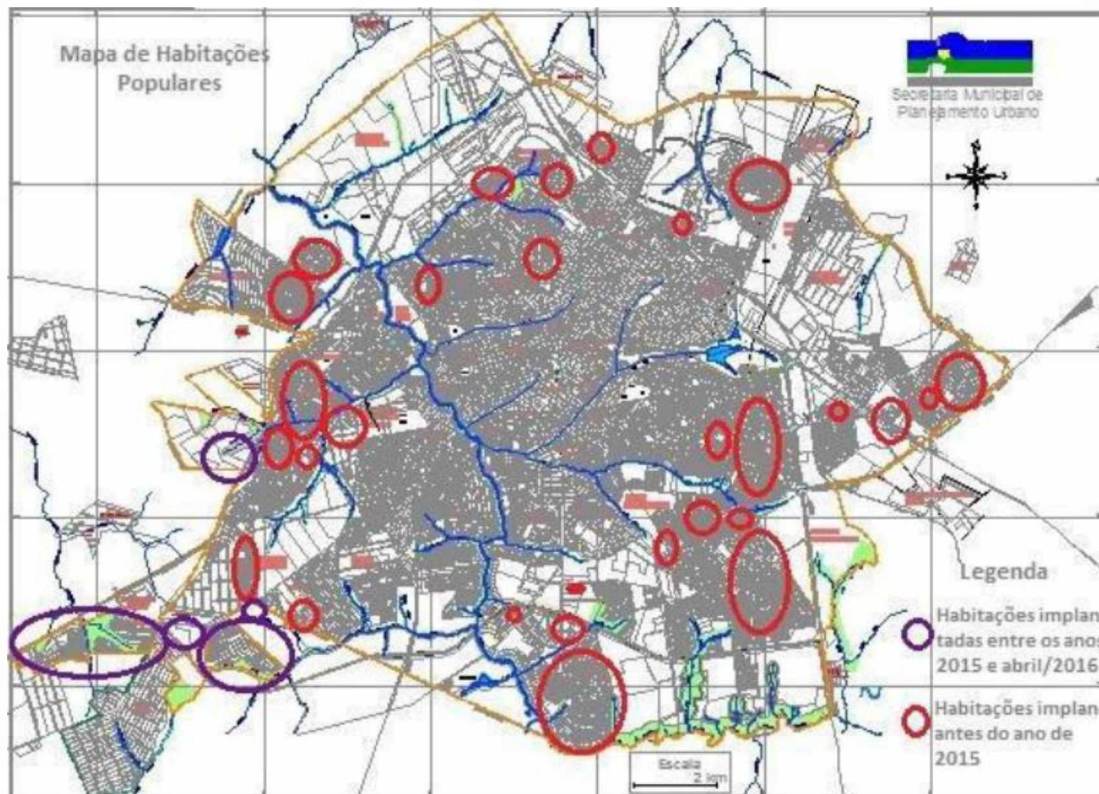 Mapa de Habitações
Populares
Secretaria Municipal de
Planejamento Urbano
Legenda
Habitações implan
tadas entre os anos
2015 e abril/2016
Habitações implan
antes do ano de
2015
Escala
2 km